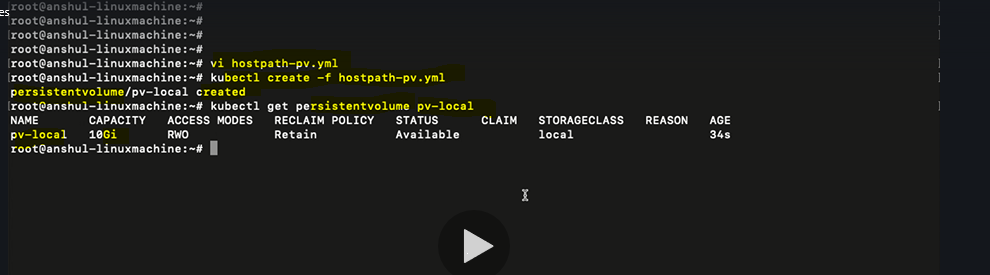 es
root@anshul-linuxmachine:~#
root@anshul-linuxmachine:~#
root@anshul-linuxmachine:~#
root@anshul-linuxmachine:~#
root@anshul-linuxmachine:~# vi hostpath-pv.yml
root@anshul-linuxmachine:~# kubectl create -f hostpath-pv.yml
persistentvolume/pv-local created
root@anshul-linuxmachine:~# kubectl get persistentvolume pv-local
NAME CAPACITY ACCESS MODES RECLAIM POLICY STATUS CLAIM STORAGECLASS REASON AGE
pv-local 10Gi RWO Retain Available local 34s
root@anshul-linuxmachine:~#